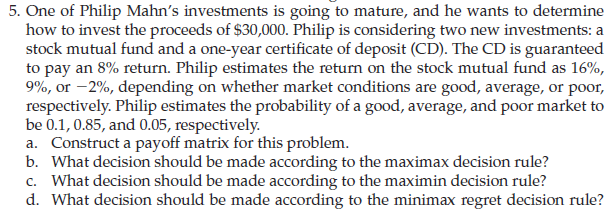 5. One of Philip Mahn's investments is going to mature, and he wants to determine
how to invest the proceeds of $30,000. Philip is considering two new investments: a
stock mutual fund and a one-year certificate of deposit (CD). The CD is guaranteed
to pay an 8% return. Philip estimates the return on the stock mutual fund as 16%,
9%, or −2%, depending on whether market conditions are good, average, or poor,
respectively. Philip estimates the probability of a good, average, and poor market to
be 0.1, 0.85, and 0.05, respectively.
a. Construct a payoff matrix for this problem.
b. What decision should be made according to the maximax decision rule?
c. What decision should be made according to the maximin decision rule?
d. What decision should be made according to the minimax regret decision rule?